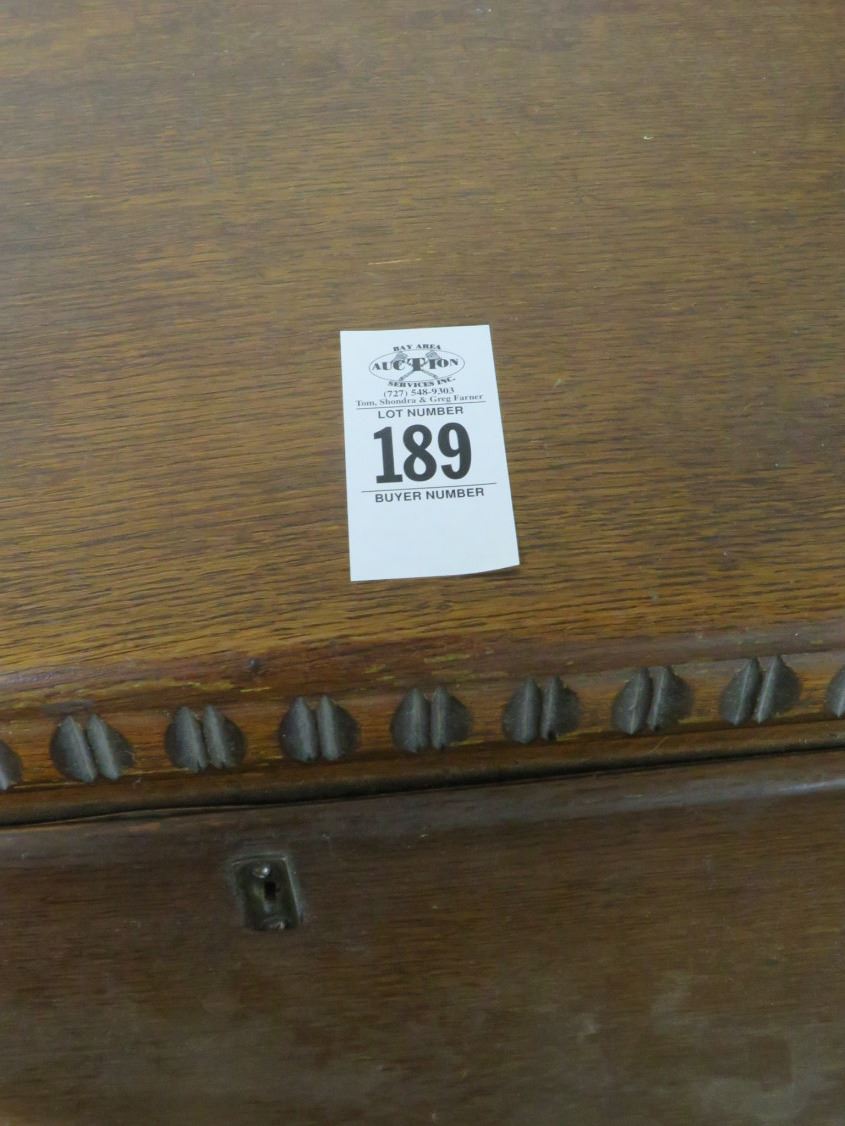 BAY AREA
AUCTION
SERVICES INC.
(727) 548-9303
Tom, Shondra & Greg Farner
LOT NUMBER
189
BUYER NUMBER